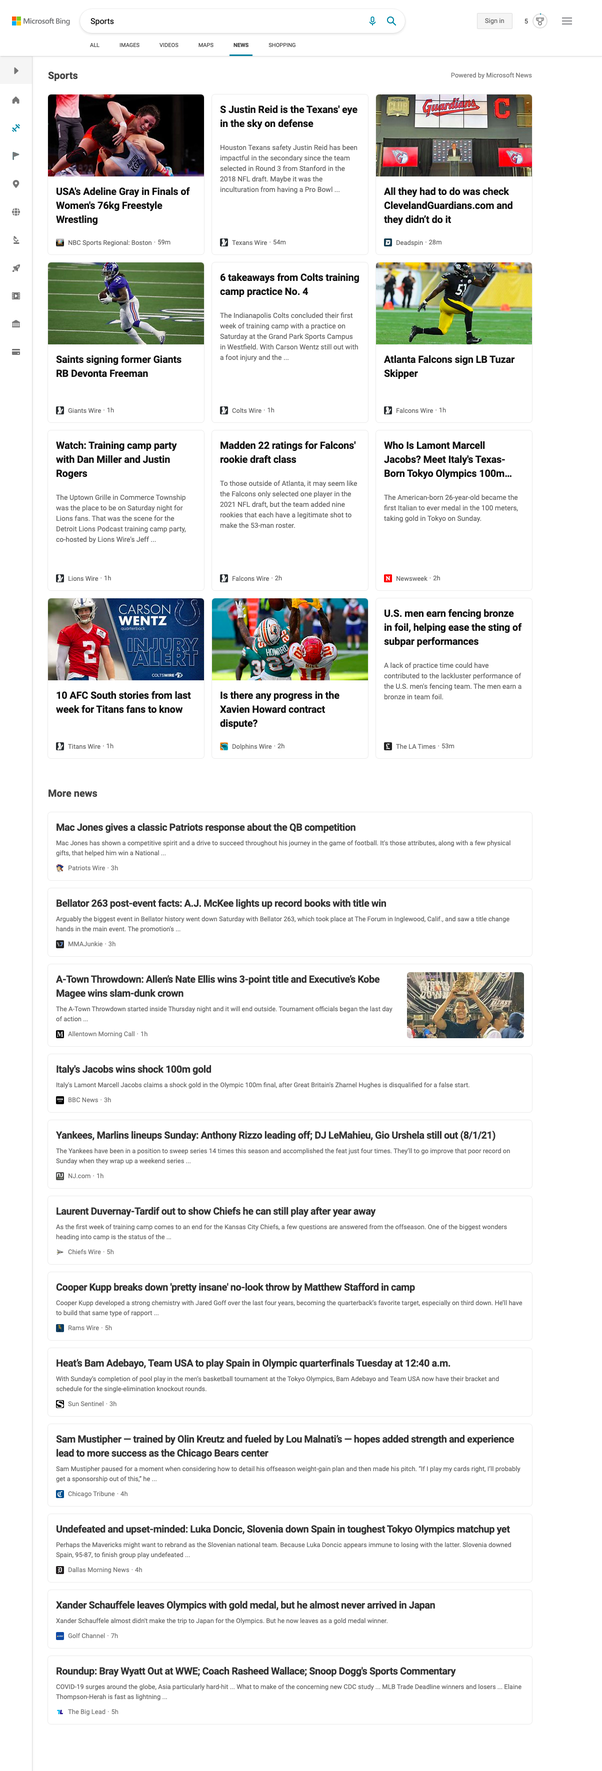 Microsoft Bing
Sports
Sign in
5
ALL
IMAGES
VIDEOS
MAPS
NEWS
SHOPPING
Sports
Powered by Microsoft News
USA's Adeline Gray in Finals of
Women's 76kg Freestyle
Wrestling
NBC Sports Regional: Boston · 59m
S Justin Reid is the Texans' eye
in the sky on defense
Houston Texans safety Justin Reid has been
impactful in the secondary since the team
selected in Round 3 from Stanford in the
2018 NFL draft. Maybe it was the
inculturation from having a Pro Bowl ...
Texans Wire · 54m
Guardians
All they had to do was check
ClevelandGuardians.com and
they didn't do it
Deadspin · 28m
Saints signing former Giants
RB Devonta Freeman
Giants Wire · 1h
6 takeaways from Colts training
camp practice No. 4
The Indianapolis Colts concluded their first
week of training camp with a practice on
Saturday at the Grand Park Sports Campus
in Westfield. With Carson Wentz still out with
a foot injury and the ...
Colts Wire · 1h
51
Atlanta Falcons sign LB Tuzar
Skipper
Falcons Wire · 1h
Watch: Training camp party
with Dan Miller and Justin
Rogers
The Uptown Grille in Commerce Township
was the place to be on Saturday night for
Lions fans. That was the scene for the
Detroit Lions Podcast training camp party,
co-hosted by Lions Wire's Jeff ...
Lions Wire · 1h
Madden 22 ratings for Falcons'
rookie draft class
To those outside of Atlanta, it may seem like
the Falcons only selected one player in the
2021 NFL draft, but the team added nine
rookies that each have a legitimate shot to
make the 53-man roster.
Falcons Wire · 2h
Who Is Lamont Marcell
Jacobs? Meet Italy's Texas-
Born Tokyo Olympics 100m...
The American-born 26-year-old became the
first Italian to ever medal in the 100 meters,
taking gold in Tokyo on Sunday.
Newsweek · 2h
CARSON
WENTZ
quarterback
INJURY
ALERT
COLTSWIRE
2
10 AFC South stories from last
week for Titans fans to know
Titans Wire · 1h
HOWARD
25
10
Is there any progress in the
Xavien Howard contract
dispute?
Dolphins Wire · 2h
U.S. men earn fencing bronze
in foil, helping ease the sting of
subpar performances
A lack of practice time could have
contributed to the lackluster performance of
the U.S. men's fencing team. The men earn a
bronze in team foil.
The LA Times · 53m
More news
Mac Jones gives a classic Patriots response about the QB competition
Mac Jones has shown a competitive spirit and a drive to succeed throughout his journey in the game of football. It's those attributes, along with a few physical
gifts, that helped him win a National ...
Patriots Wire · 3h
Bellator 263 post-event facts: A.J. McKee lights up record books with title win
Arguably the biggest event in Bellator history went down Saturday with Bellator 263, which took place at The Forum in Inglewood, Calif., and saw a title change
hands in the main event. The promotion's ...
MMAJunkie · 3h
A-Town Throwdown: Allen's Nate Ellis wins 3-point title and Executive's Kobe
Magee wins slam-dunk crown
The A-Town Throwdown started inside Thursday night and it will end outside. Tournament officials began the last day
of action ...
Allentown Morning Call · 1h
Italy's Jacobs wins shock 100m gold
Italy's Lamont Marcell Jacobs claims a shock gold in the Olympic 100m final, after Great Britain's Zharnel Hughes is disqualified for a false start.
BBC News · 3h
Yankees, Marlins lineups Sunday: Anthony Rizzo leading off; DJ LeMahieu, Gio Urshela still out (8/1/21)
The Yankees have been in a position to sweep series 14 times this season and accomplished the feat just four times. They'll to go improve that poor record on
Sunday when they wrap up a weekend series ...
NJ.com · 1h
Laurent Duvernay-Tardif out to show Chiefs he can still play after year away
As the first week of training camp comes to an end for the Kansas City Chiefs, a few questions are answered from the offseason. One of the biggest wonders
heading into camp is the status of the ...
Chiefs Wire · 5h
Cooper Kupp breaks down 'pretty insane' no-look throw by Matthew Stafford in camp
Cooper Kupp developed a strong chemistry with Jared Goff over the last four years, becoming the quarterback's favorite target, especially on third down. He'll have
to build that same type of rapport ...
Rams Wire · 5h
Heat's Bam Adebayo, Team USA to play Spain in Olympic quarterfinals Tuesday at 12:40 a.m.
With Sunday's completion of pool play in the men's basketball tournament at the Tokyo Olympics, Bam Adebayo and Team USA now have their bracket and
schedule for the single-elimination knockout rounds.
Sun Sentinel · 3h
Sam Mustipher — trained by Olin Kreutz and fueled by Lou Malnati's — hopes added strength and experience
lead to more success as the Chicago Bears center
Sam Mustipher paused for a moment when considering how to detail his offseason weight-gain plan and then made his pitch. "If I play my cards right, I'll probably
get a sponsorship out of this," he ...
Chicago Tribune · 4h
Undefeated and upset-minded: Luka Doncic, Slovenia down Spain in toughest Tokyo Olympics matchup yet
Perhaps the Mavericks might want to rebrand as the Slovenian national team. Because Luka Doncic appears immune to losing with the latter. Slovenia downed
Spain, 95-87, to finish group play undefeated ...
Dallas Morning News · 4h
Xander Schauffele leaves Olympics with gold medal, but he almost never arrived in Japan
Xander Schauffele almost didn't make the trip to Japan for the Olympics. But he now leaves as a gold medal winner.
Golf Channel · 7h
Roundup: Bray Wyatt Out at WWE; Coach Rasheed Wallace; Snoop Dogg's Sports Commentary
COVID-19 surges around the globe, Asia particularly hard-hit ... What to make of the concerning new CDC study ... MLB Trade Deadline winners and losers ... Elaine
Thompson-Herah is fast as lightning ...
The Big Lead · 5h